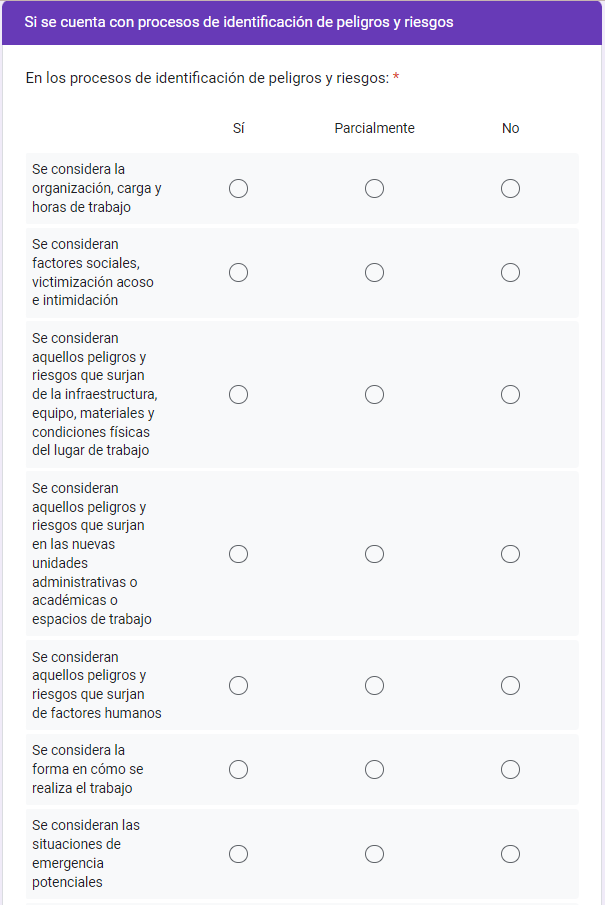 Si se cuenta con procesos de identificación de peligros y riesgos
En los procesos de identificación de peligros y riesgos: *
Sí Parcialmente No
Se considera la
organización, carga y
horas de trabajo
Se consideran
factores sociales,
victimización acoso
e intimidación
Se consideran
aquellos peligros y
riesgos que surjan
de la infraestructura,
equipo, materiales y
condiciones físicas
del lugar de trabajo
Se consideran
aquellos peligros y
riesgos que surjan
en las nuevas
unidades
administrativas o
académicas o
espacios de trabajo
Se consideran
aquellos peligros y
riesgos que surjan
de factores humanos
Se considera la
forma en cómo se
realiza el trabajo
Se consideran las
situaciones de
emergencia
potenciales